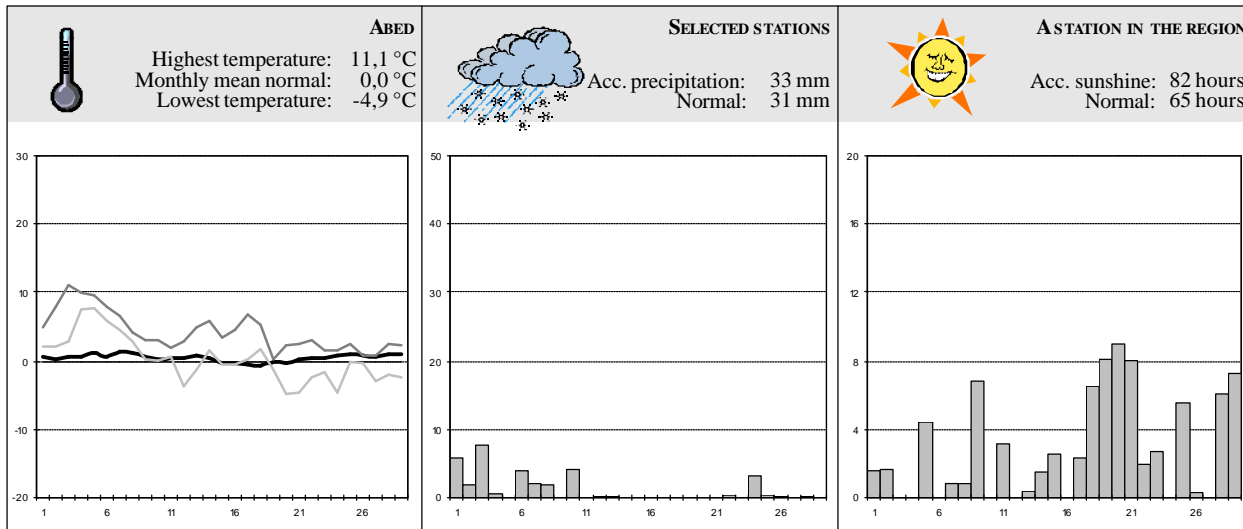 ABED
Highest temperature: 11,1 °C
Monthly mean normal: 0,0 °C
Lowest temperature: -4,9 °C
SELECTED STATIONS
Acc. precipitation: 33 mm
Normal: 31 mm
A STATION IN THE REGION
Acc. sunshine: 82 hours
Normal: 65 hours
30
20
10
0
-10
-20
1 6 11 16 21 26
50
40
30
20
10
0
1 6 11 16 21 26
20
16
12
8
4
0
1 6 11 16 21 26